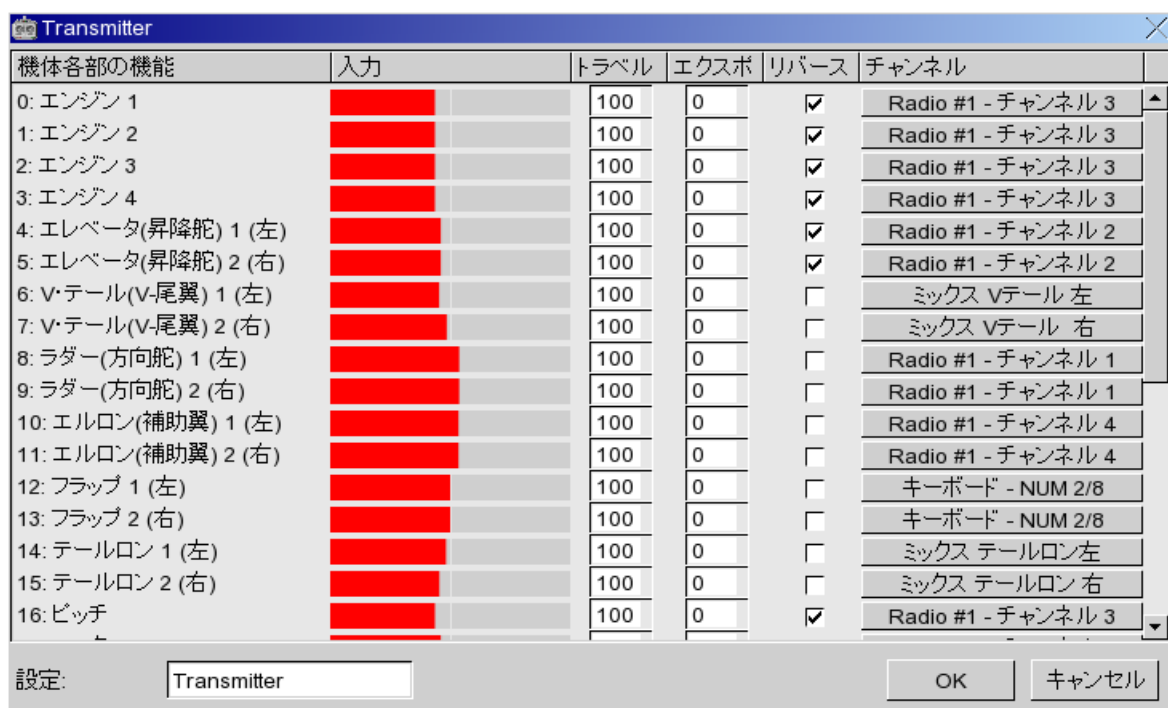 Transmitter
機体各部の機能 入力 トラベル エクスポ リバース チャンネル
0: エンジン 1 100 0 Radio #1 - チャンネル 3
1: エンジン 2 100 0 Radio #1 - チャンネル 3
2: エンジン 3 100 0 Radio #1 - チャンネル 3
3: エンジン 4 100 0 Radio #1 - チャンネル 3
4: エレベータ(昇降舵) 1 (左) 100 0 Radio #1 - チャンネル 2
5: エレベータ(昇降舵) 2 (右) 100 0 Radio #1 - チャンネル 2
6: V・テール(V-尾翼) 1 (左) 100 0 ミックス Vテール 左
7: V・テール(V-尾翼) 2 (右) 100 0 ミックス Vテール 右
8: ラダー(方向舵) 1 (左) 100 0 Radio #1 - チャンネル 1
9: ラダー(方向舵) 2 (右) 100 0 Radio #1 - チャンネル 1
10: エルロン(補助翼) 1 (左) 100 0 Radio #1 - チャンネル 4
11: エルロン(補助翼) 2 (右) 100 0 Radio #1 - チャンネル 4
12: フラップ 1 (左) 100 0 キーボード - NUM 2/8
13: フラップ 2 (右) 100 0 キーボード - NUM 2/8
14: テールロン 1 (左) 100 0 ミックス テールロン左
15: テールロン 2 (右) 100 0 ミックス テールロン 右
16: ピッチ 100 0 Radio #1 - チャンネル 3
設定: Transmitter OK キャンセル